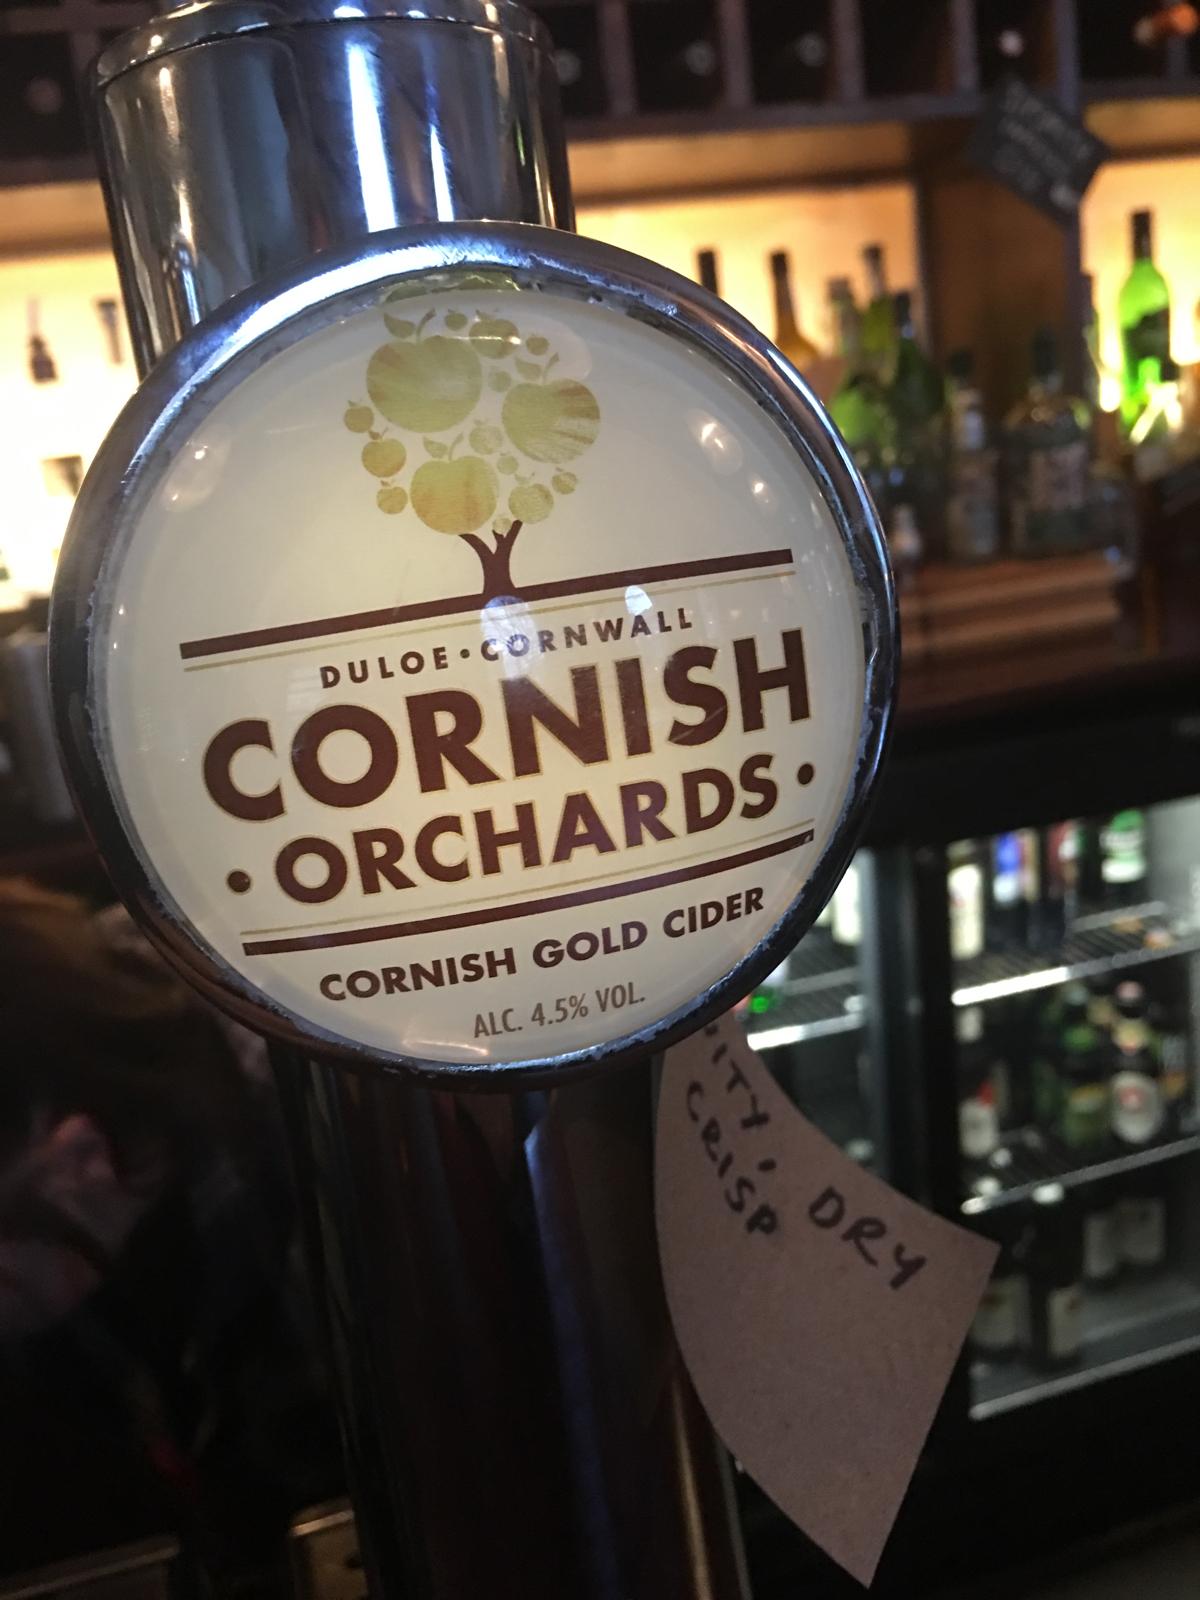 DULOE • CORNWALL
CORNISH
• ORCHARDS •
CORNISH GOLD CIDER
ALC. 4.5% VOL.
DRY
CRISP